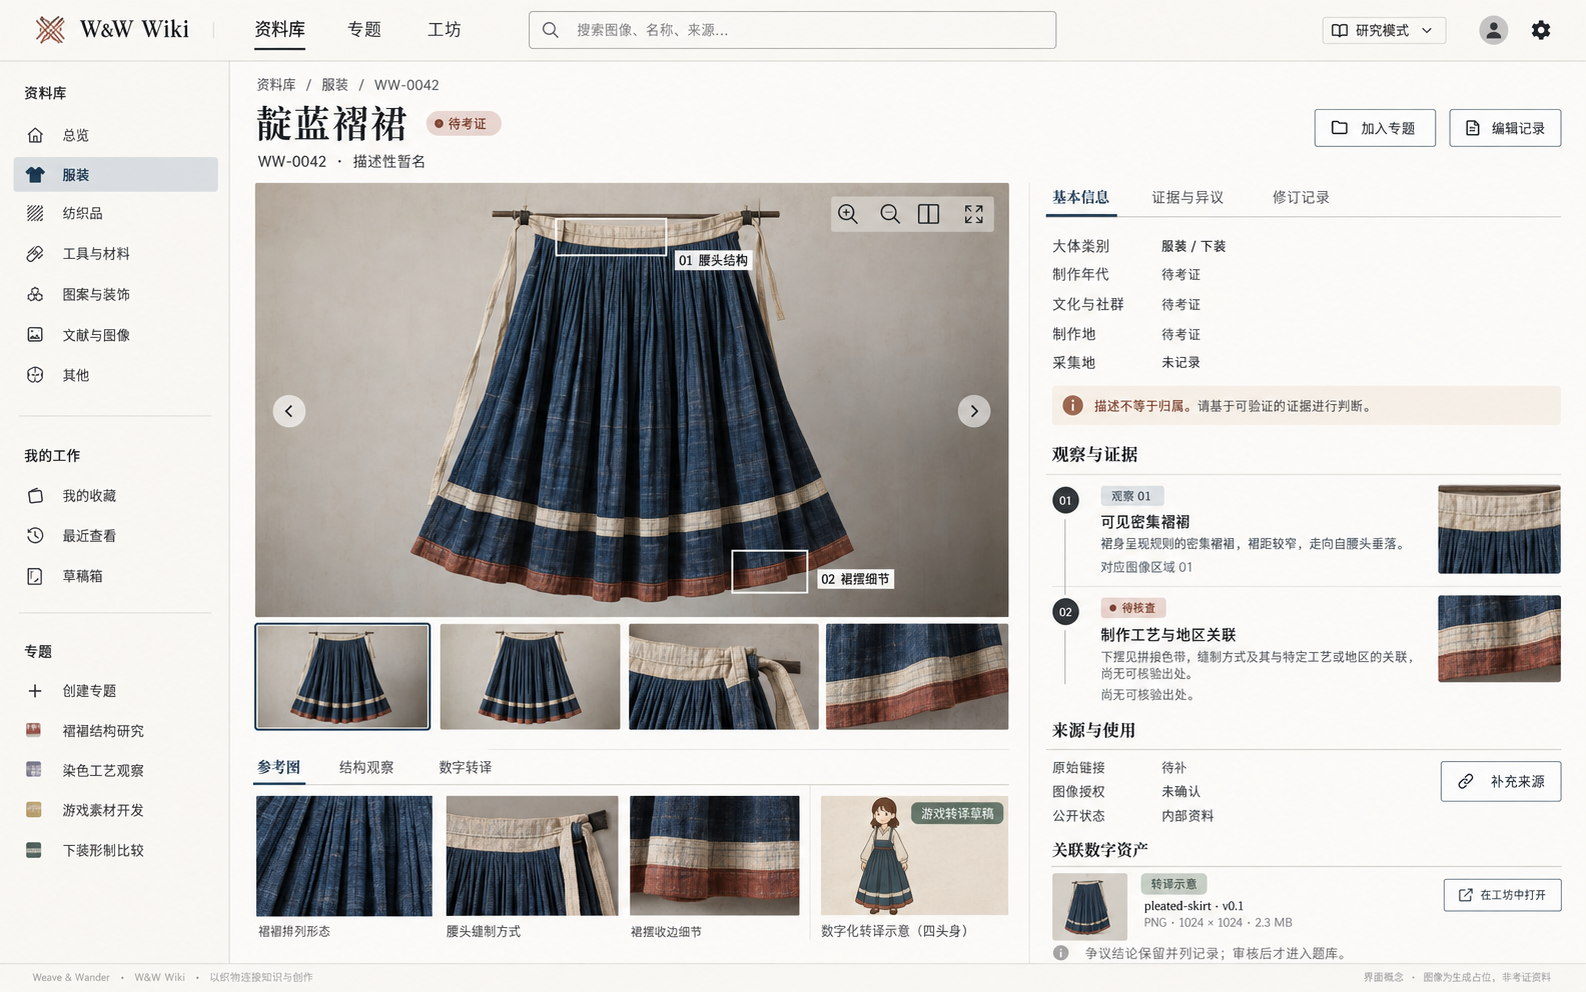 W&W Wiki
资料库
专题
工坊
搜索图像、名称、来源...
研究模式
资料库
总览
服装
纺织品
工具与材料
图案与装饰
文献与图像
其他
我的工作
我的收藏
最近查看
草稿箱
专题
创建专题
褶裥结构研究
染色工艺观察
游戏素材开发
下装形制比较
资料库 / 服装 / WW-0042
靛蓝褶裙
待考证
WW-0042 · 描述性暂名
加入专题
编辑记录
01 腰头结构
02 裙摆细节
参考图
结构观察
数字转译
游戏转译草稿
褶裥排列形态
腰头缝制方式
裙摆收边细节
数字化转译示意（四头身）
基本信息
证据与异议
修订记录
大体类别 服装 / 下装
制作年代 待考证
文化与社群 待考证
制作地 待考证
采集地 未记录
描述不等于归属。请基于可验证的证据进行判断。
观察与证据
01
观察 01
可见密集褶裥
裙身呈现规则的密集褶裥，裙距较窄，走向自腰头垂落。
对应图像区域 01
02
待核查
制作工艺与地区关联
下摆见拼接色带，缝制方式及其与特定工艺或地区的关联，
尚无可核验出处。
尚无可核验出处。
来源与使用
原始链接 待补
图像授权 未确认
公开状态 内部资料
补充来源
关联数字资产
转译示意
pleated-skirt · v0.1
PNG · 1024 × 1024 · 2.3 MB
在工坊中打开
争议结论保留并列记录；审核后才进入题库。
Weave & Wander · W&W Wiki · 以织物连接知识与创作
界面概念 · 图像为生成占位，非考证资料